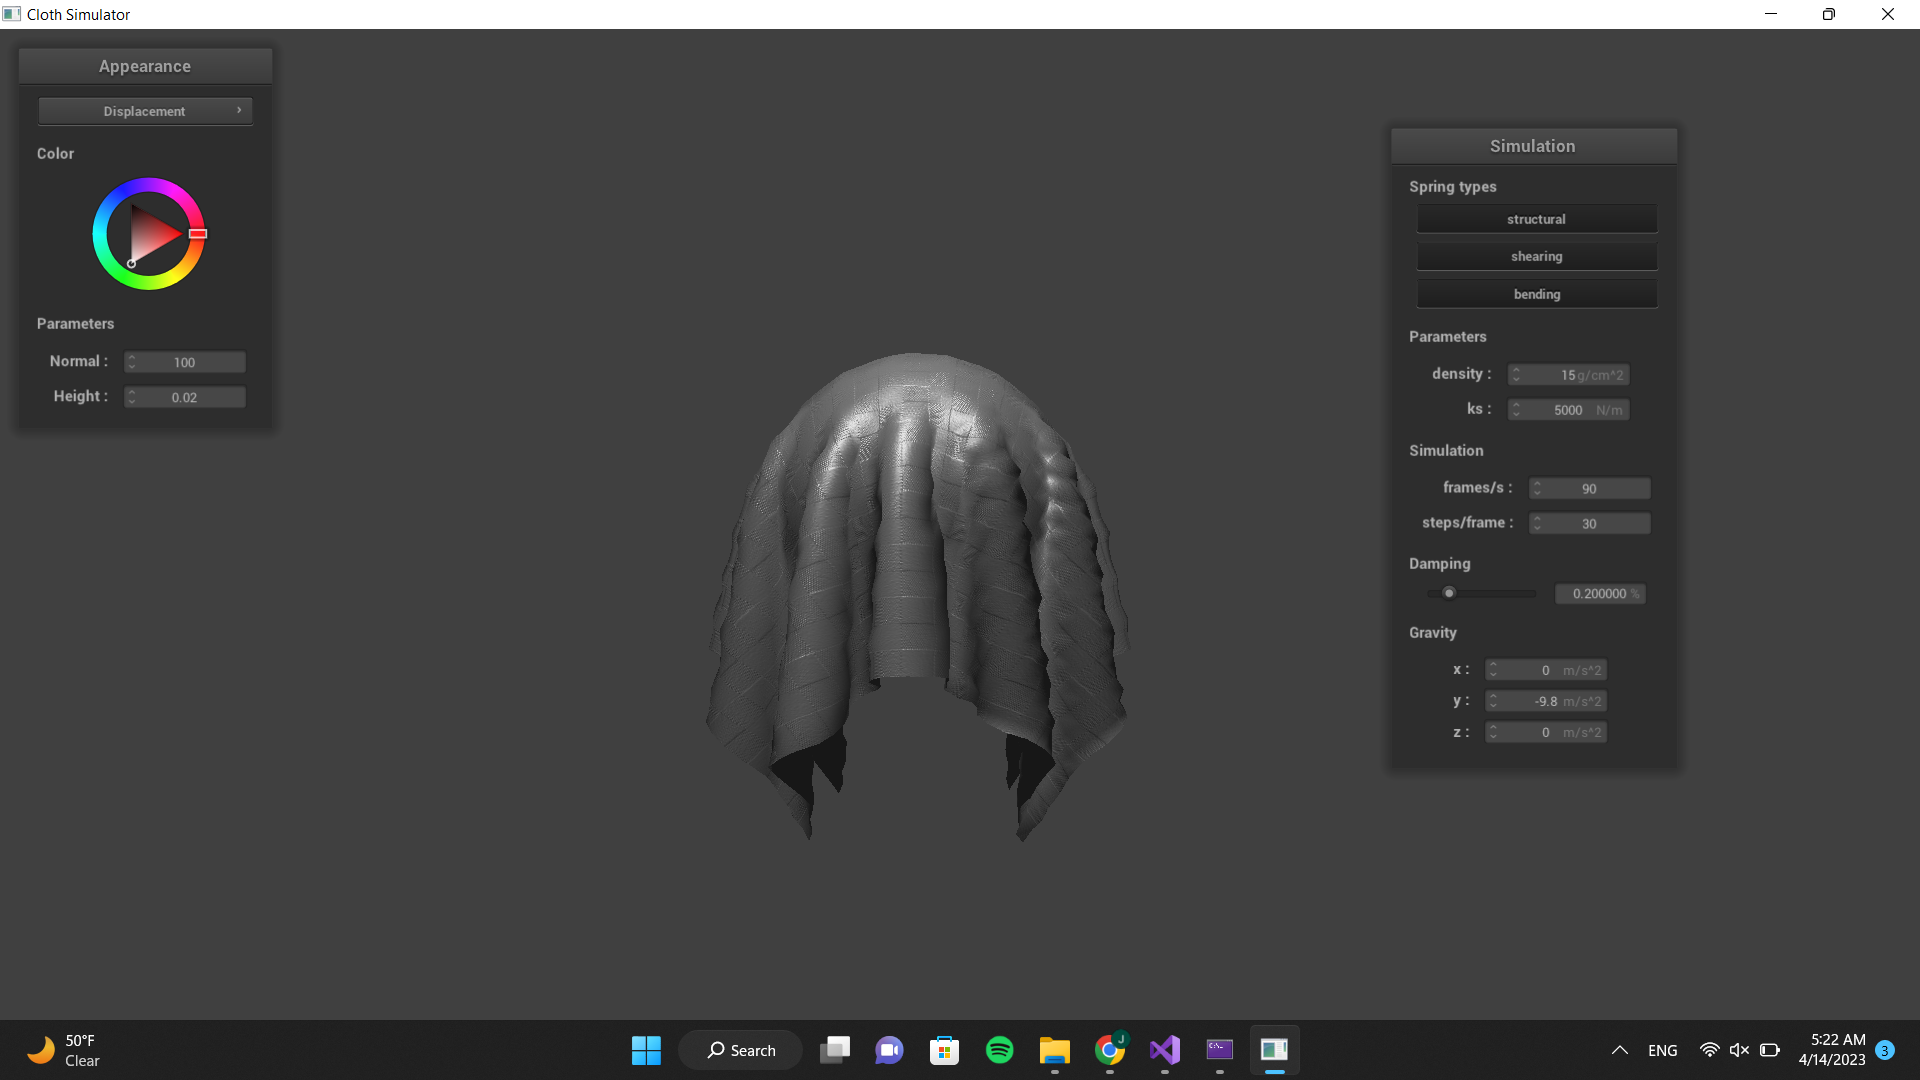 Cloth Simulator
Appearance
Displacement
Color
Parameters
Normal : 100
Height : 0.02
Simulation
Spring types
structural
shearing
bending
Parameters
density : 15 g/cm^2
ks : 5000 N/m
Simulation
frames/s : 90
steps/frame : 30
Damping
0.200000 %
Gravity
x : 0 m/s^2
y : -9.8 m/s^2
z : 0 m/s^2
50°F
Clear
Search
J
C:\_
ENG
5:22 AM
4/14/2023
3